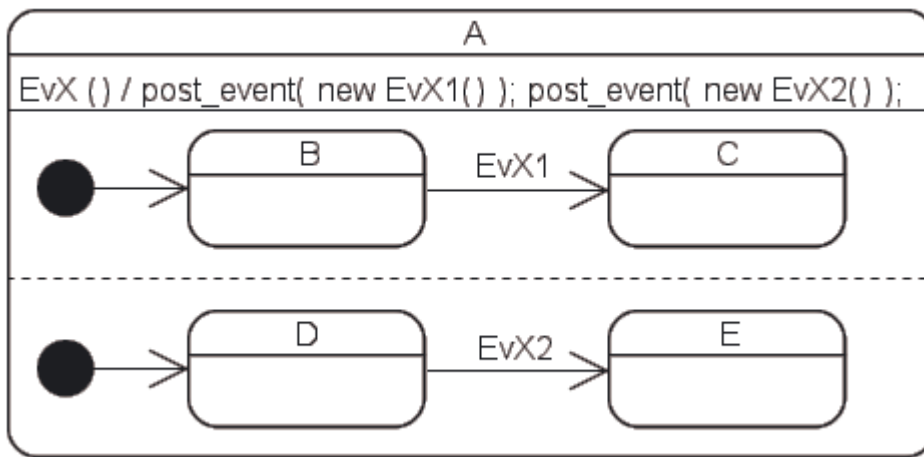 A
EvX () / post_event( new EvX1() ); post_event( new EvX2() );
B
EvX1
C
D
EvX2
E